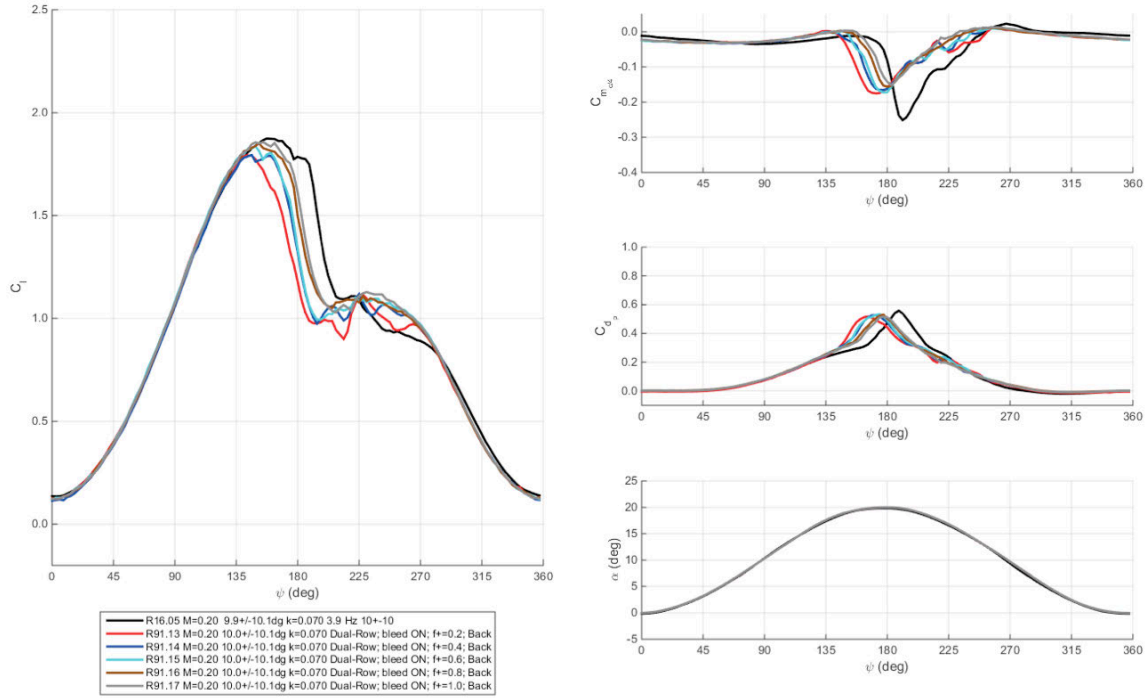 2.5
2.0
1.5
1.0
0.5
0.0
C_l
0 45 90 135 180 225 270 315 360
ψ (deg)
R16.05 M=0.20 9.9+/-10.1dg k=0.070 3.9 Hz 10+-10
R91.13 M=0.20 10.0+/-10.1dg k=0.070 Dual-Row; bleed ON; f+=0.2; Back
R91.14 M=0.20 10.0+/-10.1dg k=0.070 Dual-Row; bleed ON; f+=0.4; Back
R91.15 M=0.20 10.0+/-10.1dg k=0.070 Dual-Row; bleed ON; f+=0.6; Back
R91.16 M=0.20 10.0+/-10.1dg k=0.070 Dual-Row; bleed ON; f+=0.8; Back
R91.17 M=0.20 10.0+/-10.1dg k=0.070 Dual-Row; bleed ON; f+=1.0; Back
0.0
-0.1
-0.2
-0.3
-0.4
C_m_c/4
0 45 90 135 180 225 270 315 360
ψ (deg)
1.0
0.8
0.6
0.4
0.2
0.0
C_d_p
0 45 90 135 180 225 270 315 360
ψ (deg)
25
20
15
10
5
0
-5
α (deg)
0 45 90 135 180 225 270 315 360
ψ (deg)